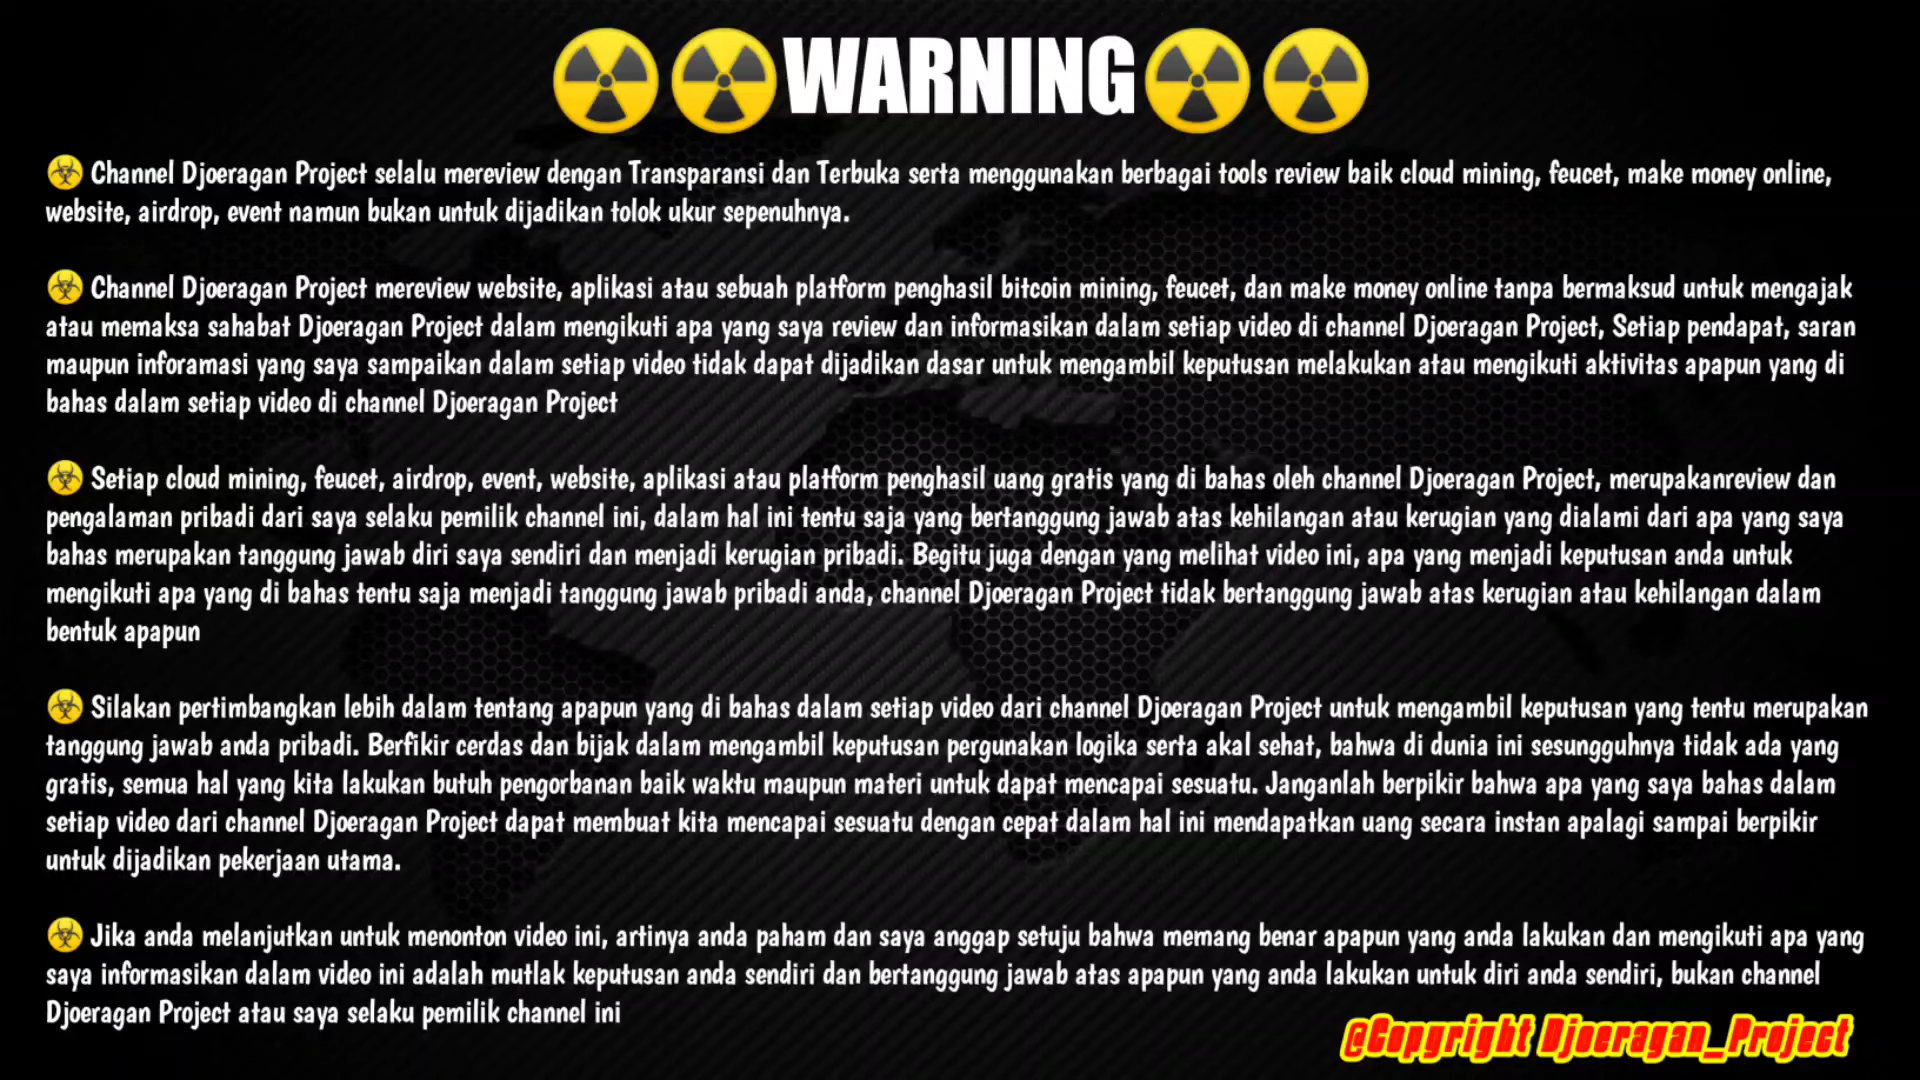 ☢☢WARNING☢☢
☣ Channel Djoeragan Project selalu mereview dengan Transparansi dan Terbuka serta menggunakan berbagai tools review baik cloud mining, feucet, make money online,
website, airdrop, event namun bukan untuk dijadikan tolok ukur sepenuhnya.
☣ Channel Djoeragan Project mereview website, aplikasi atau sebuah platform penghasil bitcoin mining, feucet, dan make money online tanpa bermaksud untuk mengajak
atau memaksa sahabat Djoeragan Project dalam mengikuti apa yang saya review dan informasikan dalam setiap video di channel Djoeragan Project, Setiap pendapat, saran
maupun inforamasi yang saya sampaikan dalam setiap video tidak dapat dijadikan dasar untuk mengambil keputusan melakukan atau mengikuti aktivitas apapun yang di
bahas dalam setiap video di channel Djoeragan Project
☣ Setiap cloud mining, feucet, airdrop, event, website, aplikasi atau platform penghasil uang gratis yang di bahas oleh channel Djoeragan Project, merupakanreview dan
pengalaman pribadi dari saya selaku pemilik channel ini, dalam hal ini tentu saja yang bertanggung jawab atas kehilangan atau kerugian yang dialami dari apa yang saya
bahas merupakan tanggung jawab diri saya sendiri dan menjadi kerugian pribadi. Begitu juga dengan yang melihat video ini, apa yang menjadi keputusan anda untuk
mengikuti apa yang di bahas tentu saja menjadi tanggung jawab pribadi anda, channel Djoeragan Project tidak bertanggung jawab atas kerugian atau kehilangan dalam
bentuk apapun
☣ Silakan pertimbangkan lebih dalam tentang apapun yang di bahas dalam setiap video dari channel Djoeragan Project untuk mengambil keputusan yang tentu merupakan
tanggung jawab anda pribadi. Berfikir cerdas dan bijak dalam mengambil keputusan pergunakan logika serta akal sehat, bahwa di dunia ini sesungguhnya tidak ada yang
gratis, semua hal yang kita lakukan butuh pengorbanan baik waktu maupun materi untuk dapat mencapai sesuatu. Janganlah berpikir bahwa apa yang saya bahas dalam
setiap video dari channel Djoeragan Project dapat membuat kita mencapai sesuatu dengan cepat dalam hal ini mendapatkan uang secara instan apalagi sampai berpikir
untuk dijadikan pekerjaan utama.
☣ Jika anda melanjutkan untuk menonton video ini, artinya anda paham dan saya anggap setuju bahwa memang benar apapun yang anda lakukan dan mengikuti apa yang
saya informasikan dalam video ini adalah mutlak keputusan anda sendiri dan bertanggung jawab atas apapun yang anda lakukan untuk diri anda sendiri, bukan channel
Djoeragan Project atau saya selaku pemilik channel ini
@Copyright Djoeragan_Project